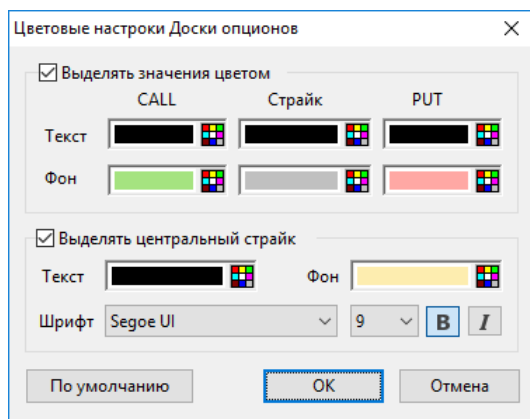 Цветовые настройки Доски опционов
Выделять значения цветом
CALL Страйк PUT
Текст
Фон
Выделять центральный страйк
Текст Фон
Шрифт Segoe UI 9 B I
По умолчанию OK Отмена